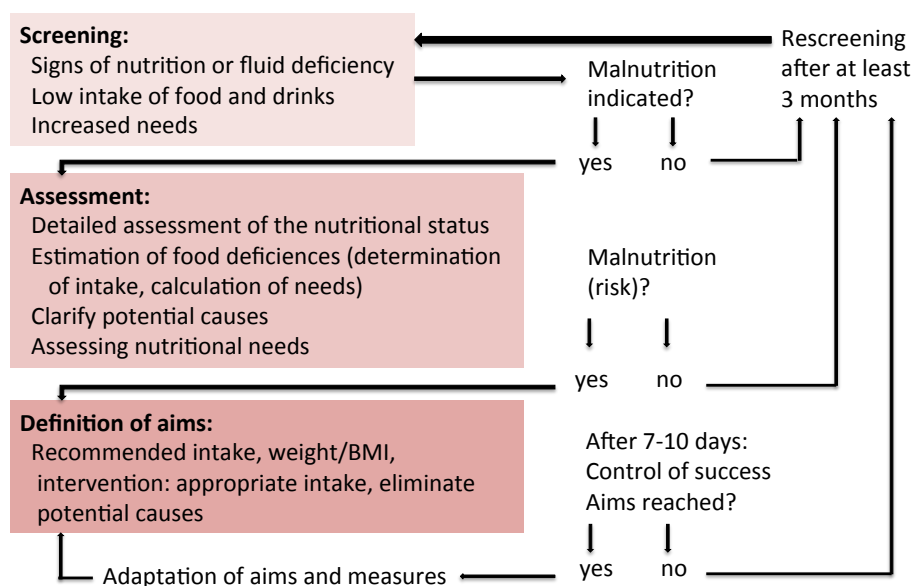 Screening:
Signs of nutrition or fluid deficiency
Low intake of food and drinks
Increased needs
Malnutrition
indicated?
yes no
Rescreening
after at least
3 months
Assessment:
Detailed assessment of the nutritional status
Estimation of food deficiences (determination
of intake, calculation of needs)
Clarify potential causes
Assessing nutritional needs
Malnutrition
(risk)?
yes no
Definition of aims:
Recommended intake, weight/BMI,
intervention: appropriate intake, eliminate
potential causes
After 7-10 days:
Control of success
Aims reached?
yes no
Adaptation of aims and measures